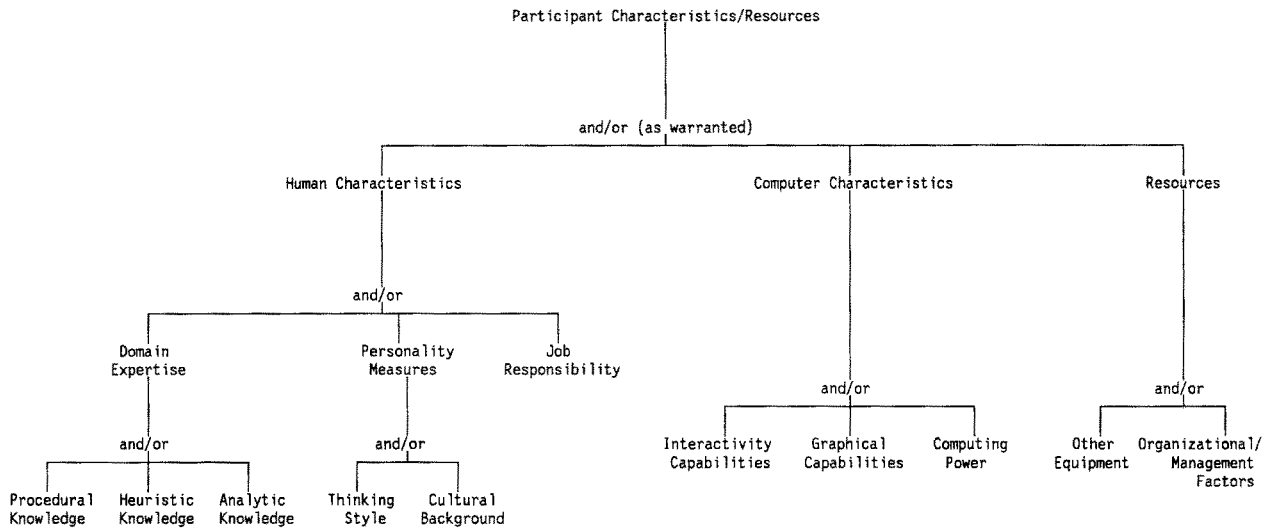 Participant Characteristics/Resources
and/or (as warranted)
Human Characteristics
Computer Characteristics
Resources
and/or
Domain
Expertise
Personality
Measures
Job
Responsibility
and/or
and/or
and/or
and/or
Interactivity
Capabilities
Graphical
Capabilities
Computing
Power
Other
Equipment
Organizational/
Management
Factors
Procedural
Knowledge
Heuristic
Knowledge
Analytic
Knowledge
Thinking
Style
Cultural
Background